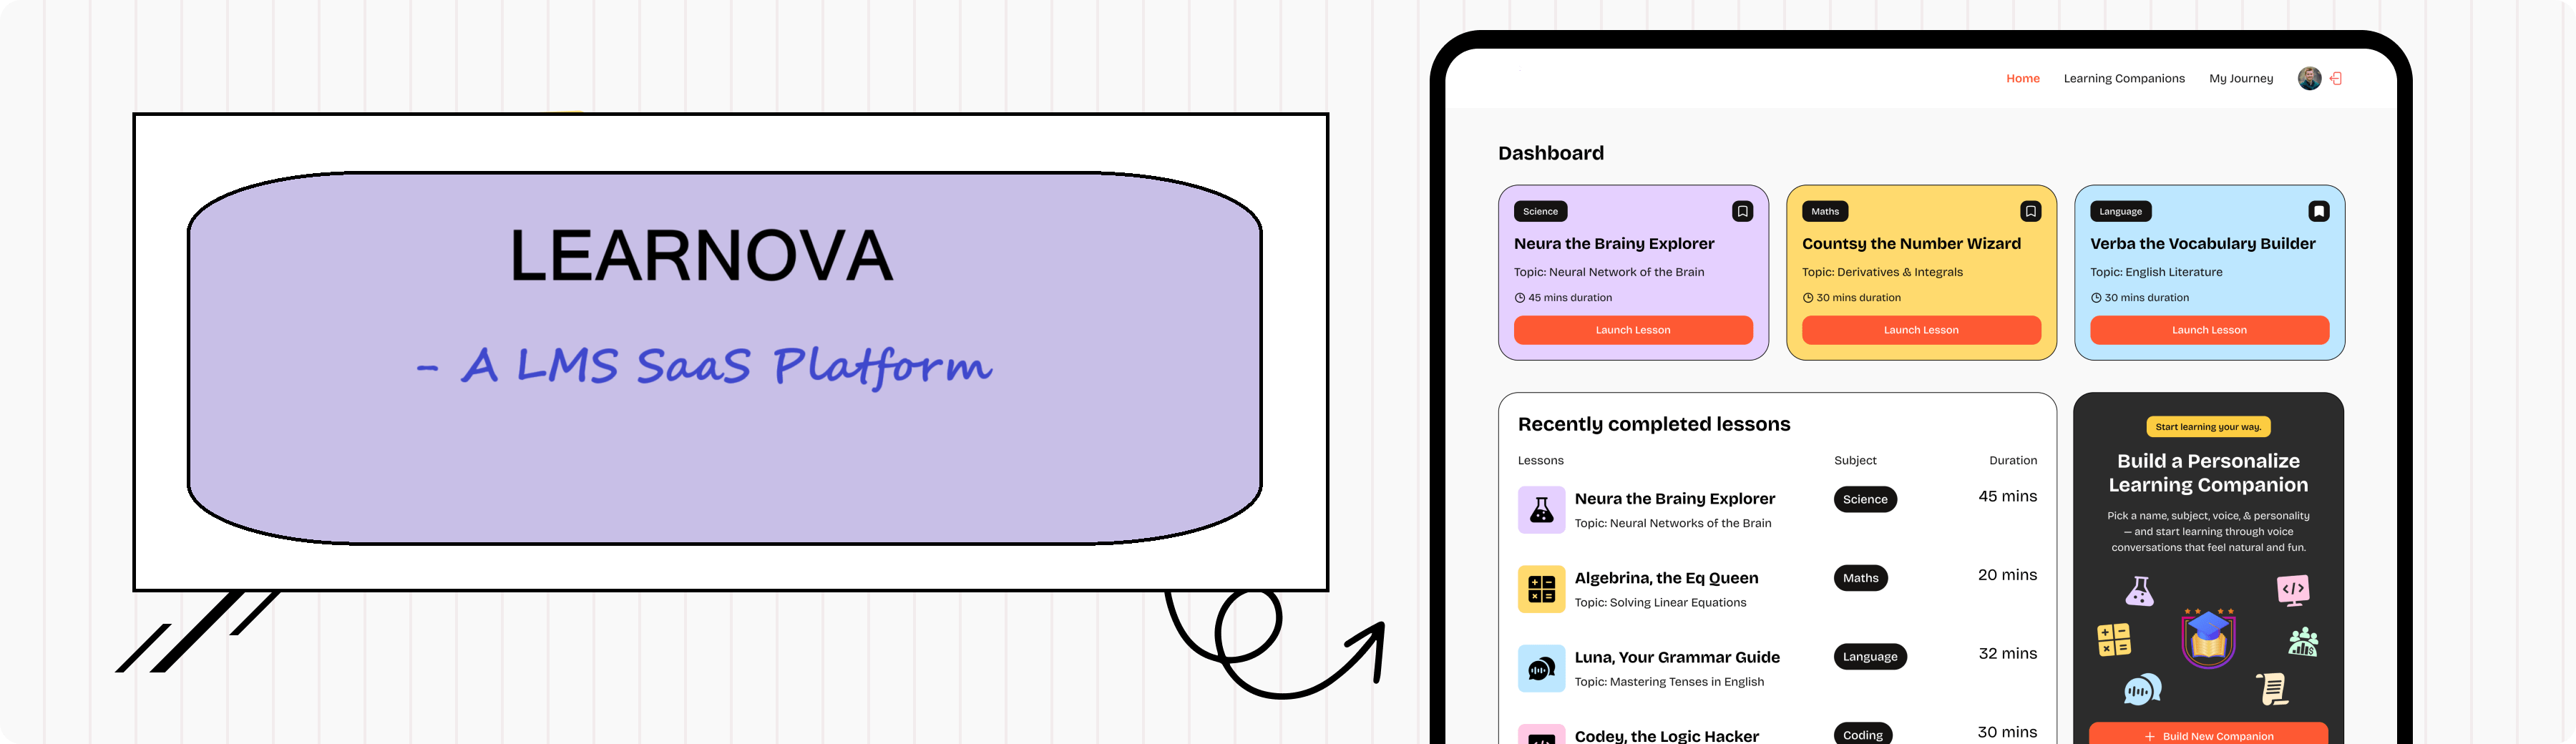 LEARNOVA
- A LMS SaaS Platform
Home Learning Companions My Journey
Dashboard
Science
Neura the Brainy Explorer
Topic: Neural Network of the Brain
45 mins duration
Launch Lesson
Maths
Countsy the Number Wizard
Topic: Derivatives & Integrals
30 mins duration
Launch Lesson
Language
Verba the Vocabulary Builder
Topic: English Literature
30 mins duration
Launch Lesson
Recently completed lessons
Lessons Subject Duration
Neura the Brainy Explorer Science 45 mins
Topic: Neural Networks of the Brain
Algebrina, the Eq Queen Maths 20 mins
Topic: Solving Linear Equations
Luna, Your Grammar Guide Language 32 mins
Topic: Mastering Tenses in English
Codey, the Logic Hacker Coding 30 mins
Start learning your way.
Build a Personalize
Learning Companion
Pick a name, subject, voice, & personality
— and start learning through voice
conversations that feel natural and fun.
+ Build New Companion